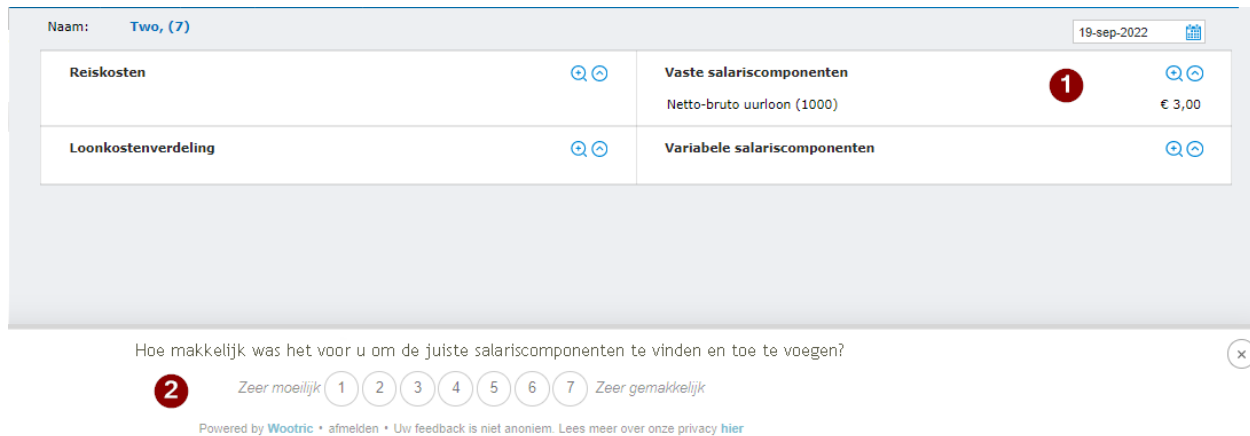 Naam: Two, (7)
19-sep-2022
Reiskosten
Vaste salariscomponenten
1
Netto-bruto uurloon (1000) € 3,00
Loonkostenverdeling
Variabele salariscomponenten
Hoe makkelijk was het voor u om de juiste salariscomponenten te vinden en toe te voegen?
2
Zeer moeilijk 1 2 3 4 5 6 7 Zeer gemakkelijk
Powered by Wootric • afmelden • Uw feedback is niet anoniem. Lees meer over onze privacy hier